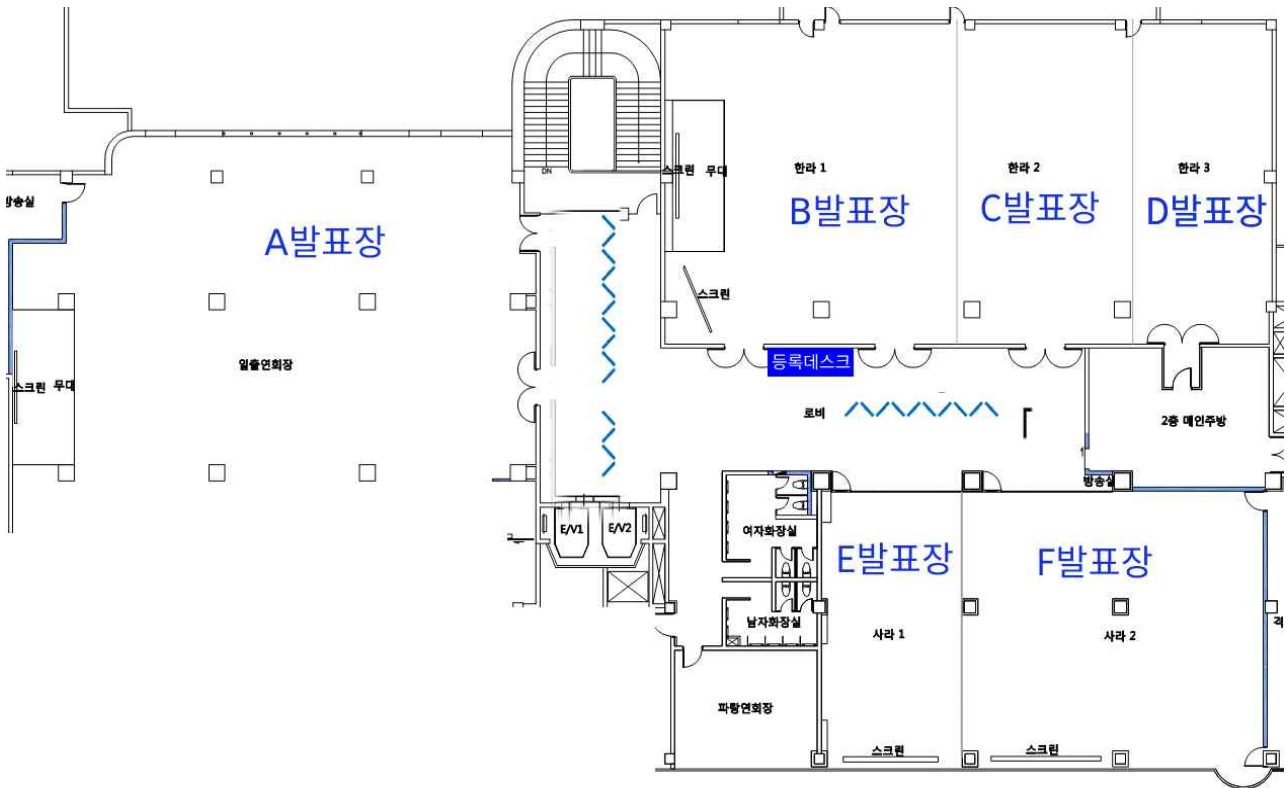 DN
스크린 무대
한라 1
한라 2
한라 3
B발표장
C발표장
D발표장
방송실
A발표장
스크린
등록데스크
일출연회장
스크린 무대
로비
2층 메인주방
방송실
E/V1
E/V2
여자화장실
E발표장
F발표장
남자화장실
사라 1
사라 2
파랑연회장
스크린
스크린